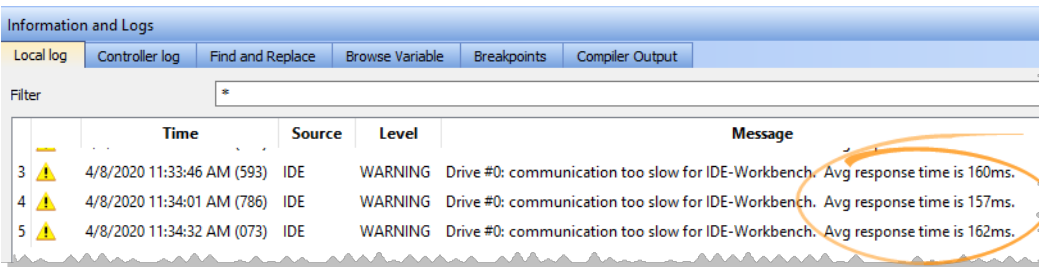 Information and Logs
Local log Controller log Find and Replace Browse Variable Breakpoints Compiler Output
Filter *
Time Source Level Message
3 4/8/2020 11:33:46 AM (593) IDE WARNING Drive #0: communication too slow for IDE-Workbench. Avg response time is 160ms.
4 4/8/2020 11:34:01 AM (786) IDE WARNING Drive #0: communication too slow for IDE-Workbench. Avg response time is 157ms.
5 4/8/2020 11:34:32 AM (073) IDE WARNING Drive #0: communication too slow for IDE-Workbench. Avg response time is 162ms.